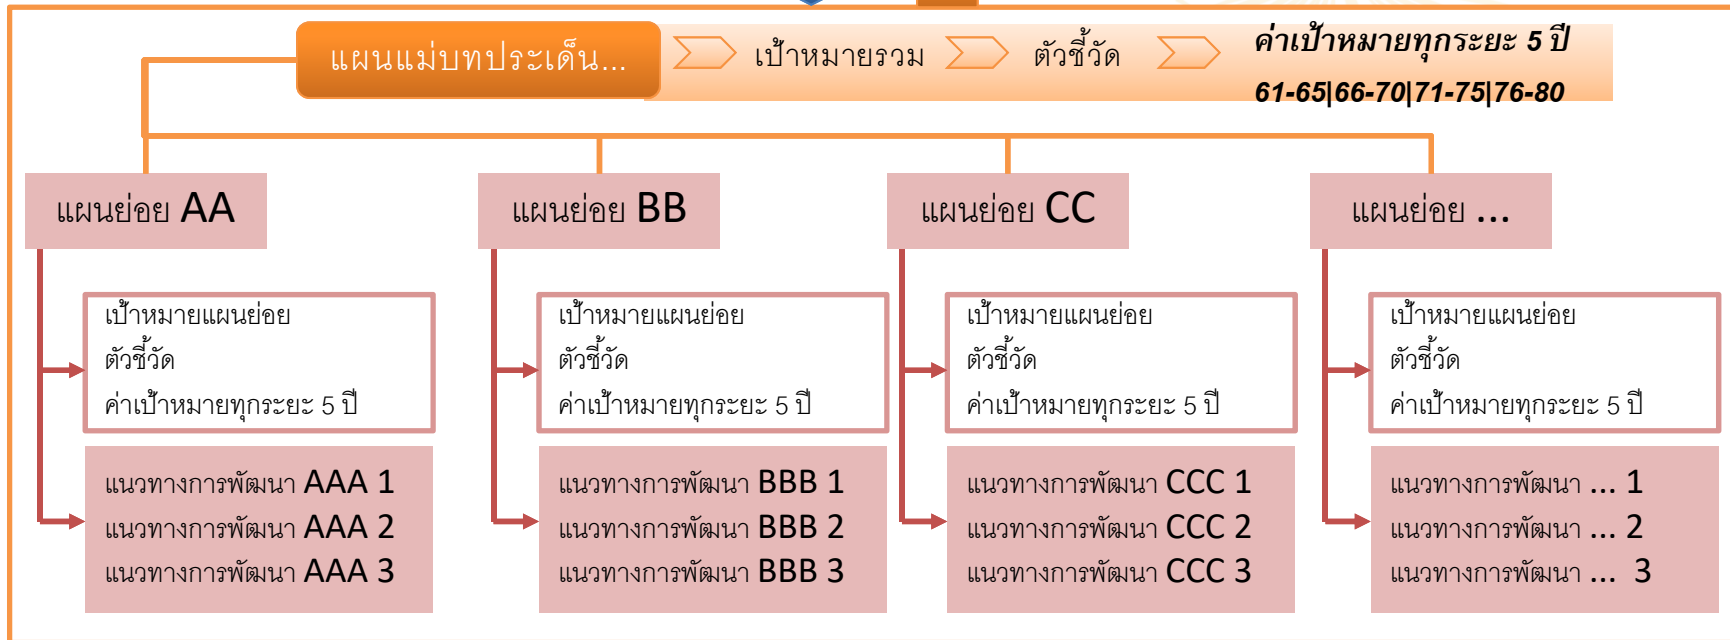 แผนแม่บทประเด็น...
เป้าหมายรวม
ตัวชี้วัด
ค่าเป้าหมายทุกระยะ 5 ปี
61-65|66-70|71-75|76-80
แผนย่อย AA
แผนย่อย BB
แผนย่อย CC
แผนย่อย ...
เป้าหมายแผนย่อย
ตัวชี้วัด
ค่าเป้าหมายทุกระยะ 5 ปี
เป้าหมายแผนย่อย
ตัวชี้วัด
ค่าเป้าหมายทุกระยะ 5 ปี
เป้าหมายแผนย่อย
ตัวชี้วัด
ค่าเป้าหมายทุกระยะ 5 ปี
เป้าหมายแผนย่อย
ตัวชี้วัด
ค่าเป้าหมายทุกระยะ 5 ปี
แนวทางการพัฒนา AAA 1
แนวทางการพัฒนา AAA 2
แนวทางการพัฒนา AAA 3
แนวทางการพัฒนา BBB 1
แนวทางการพัฒนา BBB 2
แนวทางการพัฒนา BBB 3
แนวทางการพัฒนา CCC 1
แนวทางการพัฒนา CCC 2
แนวทางการพัฒนา CCC 3
แนวทางการพัฒนา ... 1
แนวทางการพัฒนา ... 2
แนวทางการพัฒนา ... 3